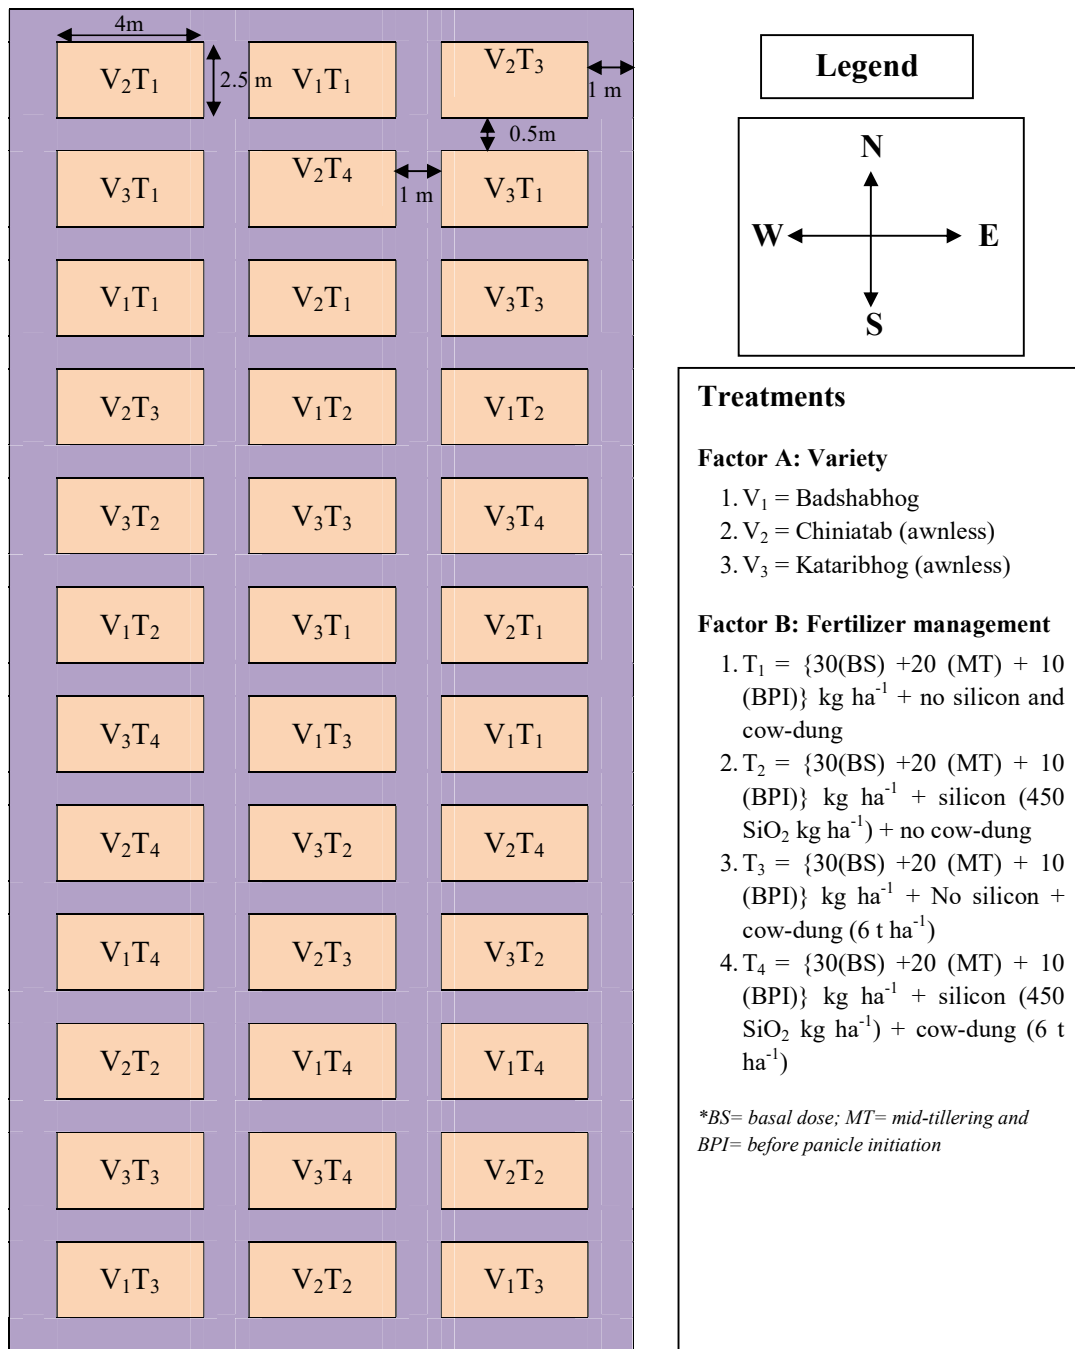 4m
V2T1
2.5 m
V1T1
V2T3
1 m
0.5m
V3T1
V2T4
1 m
V3T1
V1T1
V2T1
V3T3
V2T3
V1T2
V1T2
V3T2
V3T3
V3T4
V1T2
V3T1
V2T1
V3T4
V1T3
V1T1
V2T4
V3T2
V2T4
V1T4
V2T3
V3T2
V2T2
V1T4
V1T4
V3T3
V3T4
V2T2
V1T3
V2T2
V1T3
Legend
N
W
E
S
Treatments
Factor A: Variety
1. V1 = Badshabhog
2. V2 = Chiniatab (awnless)
3. V3 = Kataribhog (awnless)
Factor B: Fertilizer management
1. T1 = {30(BS) +20 (MT) + 10
(BPI)} kg ha-1 + no silicon and
cow-dung
2. T2 = {30(BS) +20 (MT) + 10
(BPI)} kg ha-1 + silicon (450
SiO2 kg ha-1) + no cow-dung
3. T3 = {30(BS) +20 (MT) + 10
(BPI)} kg ha-1 + No silicon +
cow-dung (6 t ha-1)
4. T4 = {30(BS) +20 (MT) + 10
(BPI)} kg ha-1 + silicon (450
SiO2 kg ha-1) + cow-dung (6 t
ha-1)
*BS= basal dose; MT= mid-tillering and
BPI= before panicle initiation